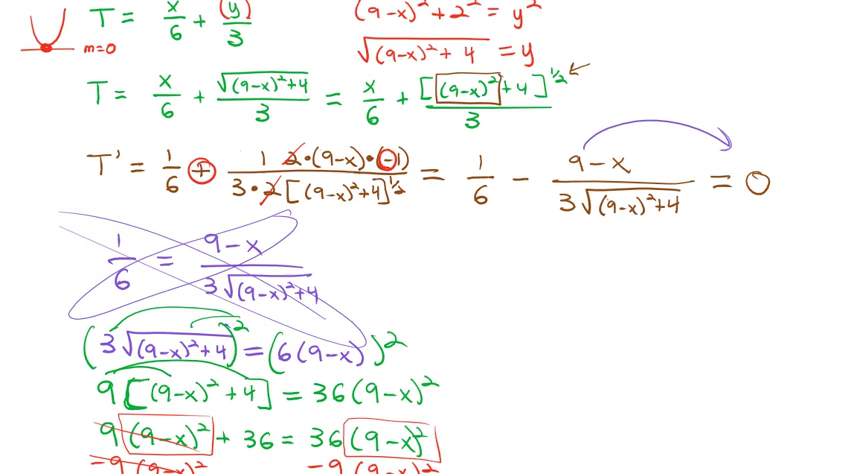 T = x/6 + (y)/3
(9-x)² + 2² = y²
m=0
√((9-x)² + 4) = y
T = x/6 + √((9-x)²+4)/3 = x/6 + [(9-x)²+4]^½/3
T' = 1/6 + 1 2·(9-x)·(-1)/(3·2[(9-x)²+4]^½) = 1/6 - (9-x)/(3√((9-x)²+4)) = 0
1/6 = (9-x)/(3√((9-x)²+4))
(3√((9-x)²+4))² = (6(9-x))²
9[(9-x)²+4] = 36(9-x)²
9(9-x)² + 36 = 36(9-x)²
-9(9-x)² -9(9-x)²